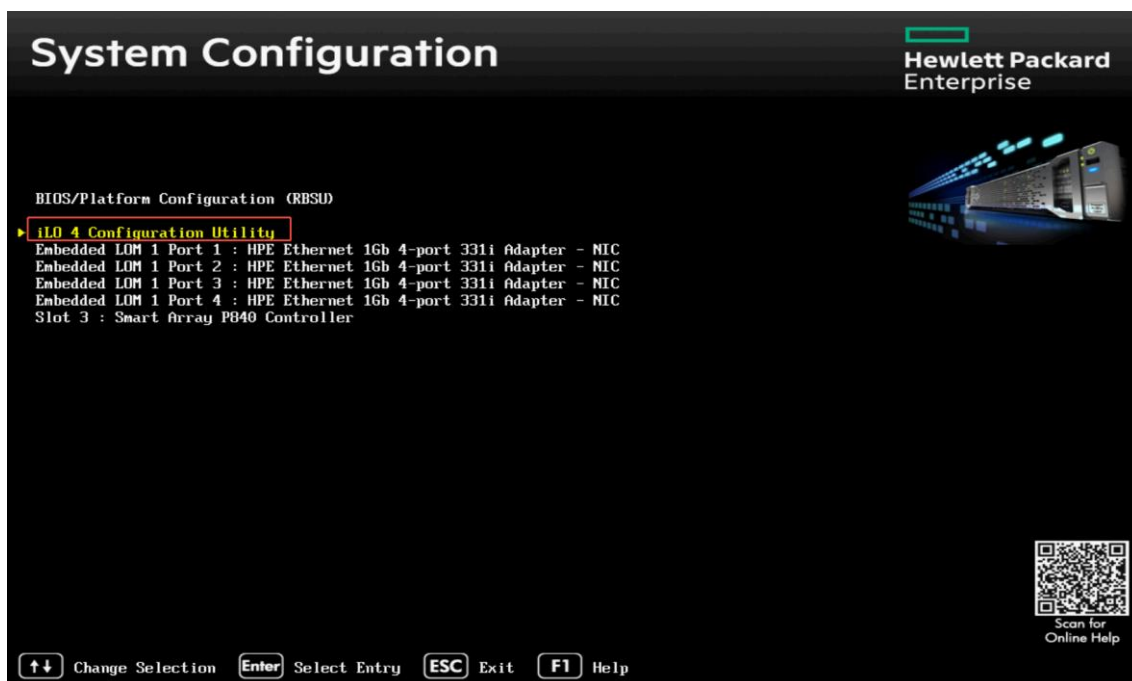 System Configuration
Hewlett Packard
Enterprise
BIOS/Platform Configuration (RBSU)
iLO 4 Configuration Utility
Embedded LOM 1 Port 1 : HPE Ethernet 1Gb 4-port 331i Adapter - NIC
Embedded LOM 1 Port 2 : HPE Ethernet 1Gb 4-port 331i Adapter - NIC
Embedded LOM 1 Port 3 : HPE Ethernet 1Gb 4-port 331i Adapter - NIC
Embedded LOM 1 Port 4 : HPE Ethernet 1Gb 4-port 331i Adapter - NIC
Slot 3 : Smart Array P840 Controller
Scan for
Online Help
↑↓ Change Selection Enter Select Entry ESC Exit F1 Help